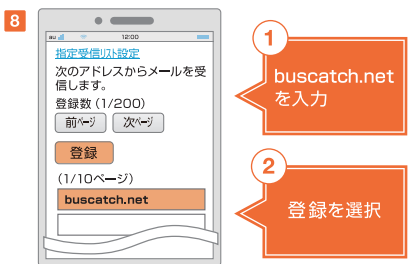 8
au 12:00
指定受信リスト設定
次のアドレスからメールを受
信します。
登録数 (1/200)
前ページ 次ページ
登録
(1/10ページ)
buscatch.net
1
buscatch.net
を入力
2
登録を選択